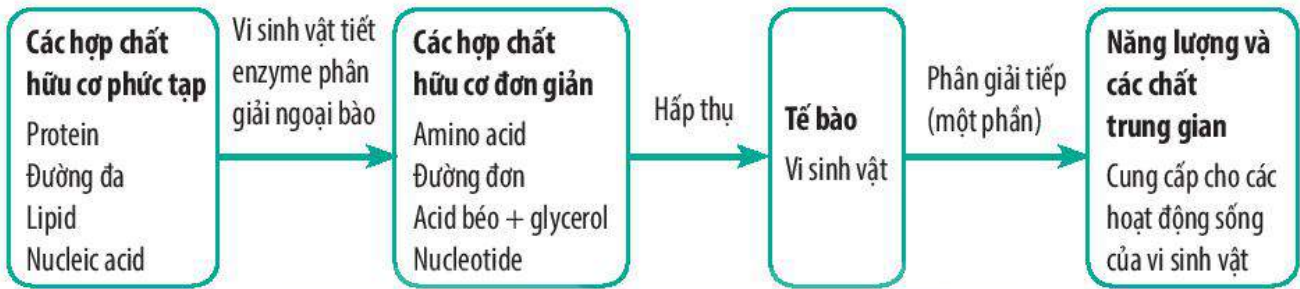 Các hợp chất
hữu cơ phức tạp
Protein
Đường đa
Lipid
Nucleic acid
Vi sinh vật tiết
enzyme phân
giải ngoại bào
Các hợp chất
hữu cơ đơn giản
Amino acid
Đường đơn
Acid béo + glycerol
Nucleotide
Hấp thụ
Tế bào
Vi sinh vật
Phân giải tiếp
(một phần)
Năng lượng và
các chất
trung gian
Cung cấp cho các
hoạt động sống
của vi sinh vật